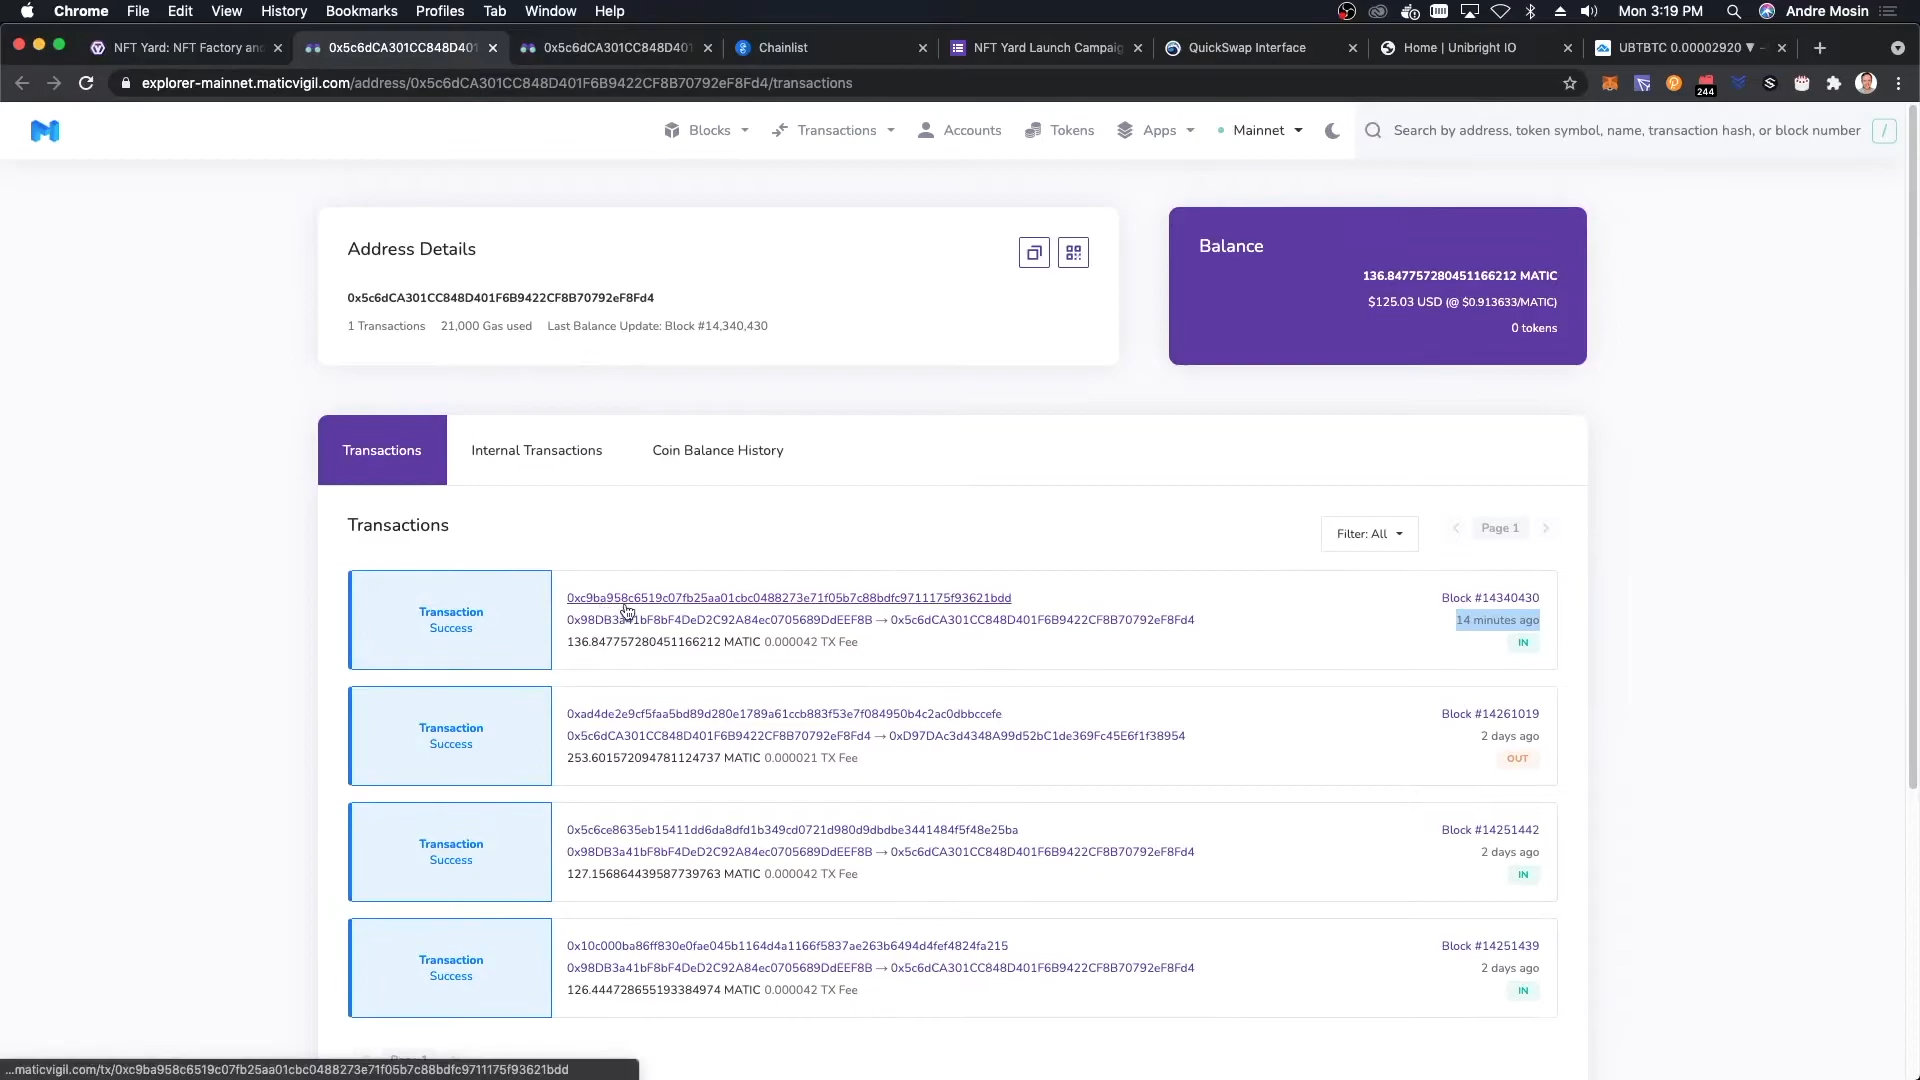 Chrome File Edit View History Bookmarks Profiles Tab Window Help Mon 3:19 PM Andre Mosin
NFT Yard: NFT Factory and 0x5c6dCA301CC848D401 0x5c6dCA301CC848D401 Chainlist NFT Yard Launch Campaig QuickSwap Interface Home | Unibright IO UBTBTC 0.00002920 ▼ –
explorer-mainnet.maticvigil.com/address/0x5c6dCA301CC848D401F6B9422CF8B70792eF8Fd4/transactions
244
Blocks Transactions Accounts Tokens Apps Mainnet Search by address, token symbol, name, transaction hash, or block number /
Address Details
0x5c6dCA301CC848D401F6B9422CF8B70792eF8Fd4
1 Transactions 21,000 Gas used Last Balance Update: Block #14,340,430
Balance
136.847757280451166212 MATIC
$125.03 USD (@ $0.913633/MATIC)
0 tokens
Transactions Internal Transactions Coin Balance History
Transactions
Filter: All Page 1
Transaction
Success
0xc9ba958c6519c07fb25aa01cbc0488273e71f05b7c88bdfc9711175f93621bdd
0x98DB3a41bF8bF4DeD2C92A84ec0705689DdEEF8B → 0x5c6dCA301CC848D401F6B9422CF8B70792eF8Fd4
136.847757280451166212 MATIC 0.000042 TX Fee
Block #14340430
14 minutes ago
IN
Transaction
Success
0xad4de2e9cf5faa5bd89d280e1789a61ccb883f53e7f084950b4c2ac0dbbccefe
0x5c6dCA301CC848D401F6B9422CF8B70792eF8Fd4 → 0xD97DAc3d4348A99d52bC1de369Fc45E6f1f38954
253.601572094781124737 MATIC 0.000021 TX Fee
Block #14261019
2 days ago
OUT
Transaction
Success
0x5c6ce8635eb15411dd6da8dfd1b349cd0721d980d9dbdbe3441484f5f48e25ba
0x98DB3a41bF8bF4DeD2C92A84ec0705689DdEEF8B → 0x5c6dCA301CC848D401F6B9422CF8B70792eF8Fd4
127.156864439587739763 MATIC 0.000042 TX Fee
Block #14251442
2 days ago
IN
Transaction
Success
0x10c000ba86ff830e0fae045b1164d4a1166f5837ae263b6494d4fef4824fa215
0x98DB3a41bF8bF4DeD2C92A84ec0705689DdEEF8B → 0x5c6dCA301CC848D401F6B9422CF8B70792eF8Fd4
126.444728655193384974 MATIC 0.000042 TX Fee
Block #14251439
2 days ago
IN
Page 1
...maticvigil.com/tx/0xc9ba958c6519c07fb25aa01cbc0488273e71f05b7c88bdfc9711175f93621bdd